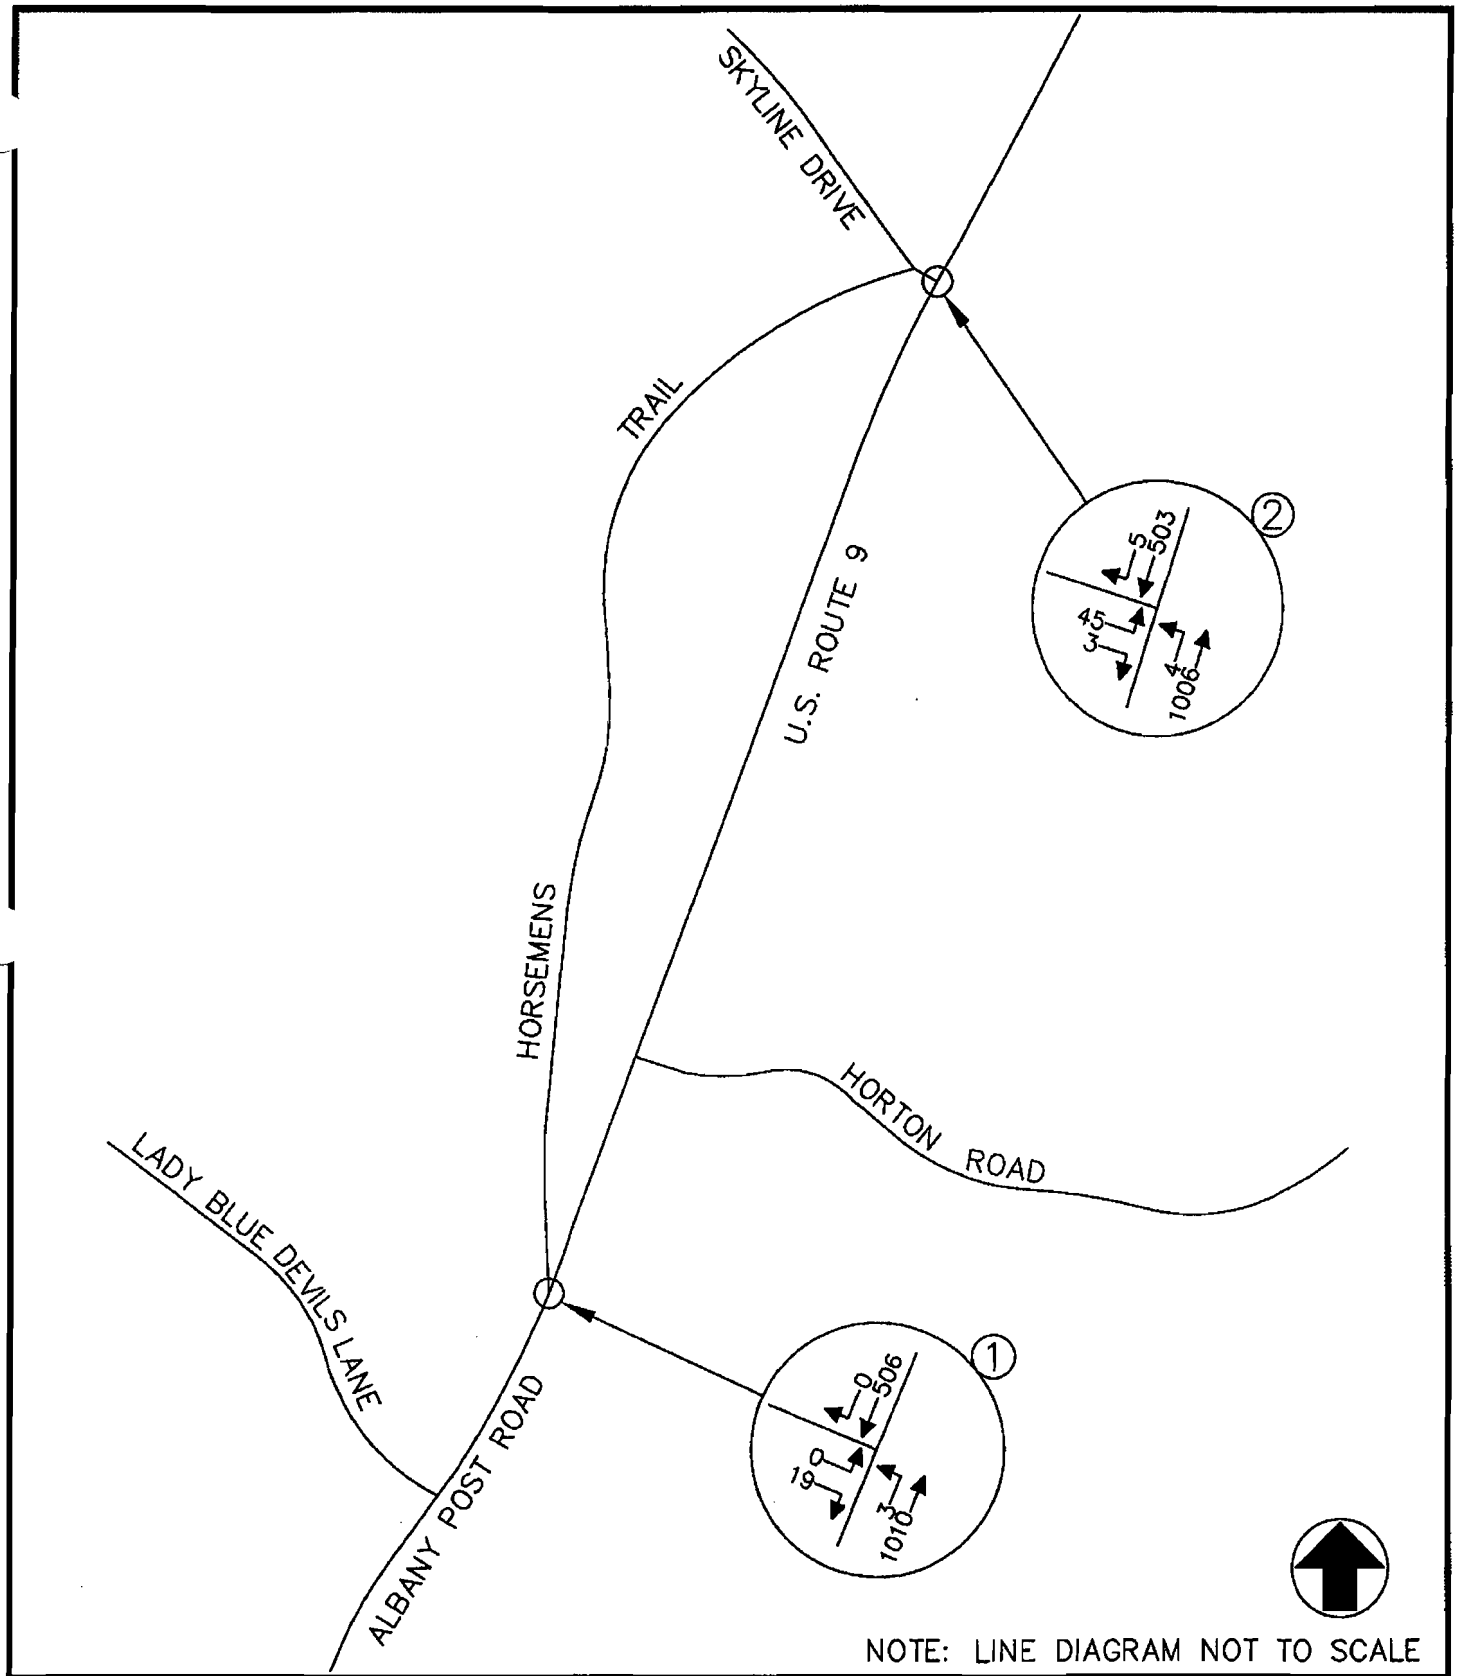 SKYLINE DRIVE
TRAIL
2
5
503
45
3
4
1006
U.S. ROUTE 9
HORSEMENS
HORTON ROAD
LADY BLUE DEVILS LANE
1
0
506
0
19
3
1010
ALBANY POST ROAD
NOTE: LINE DIAGRAM NOT TO SCALE